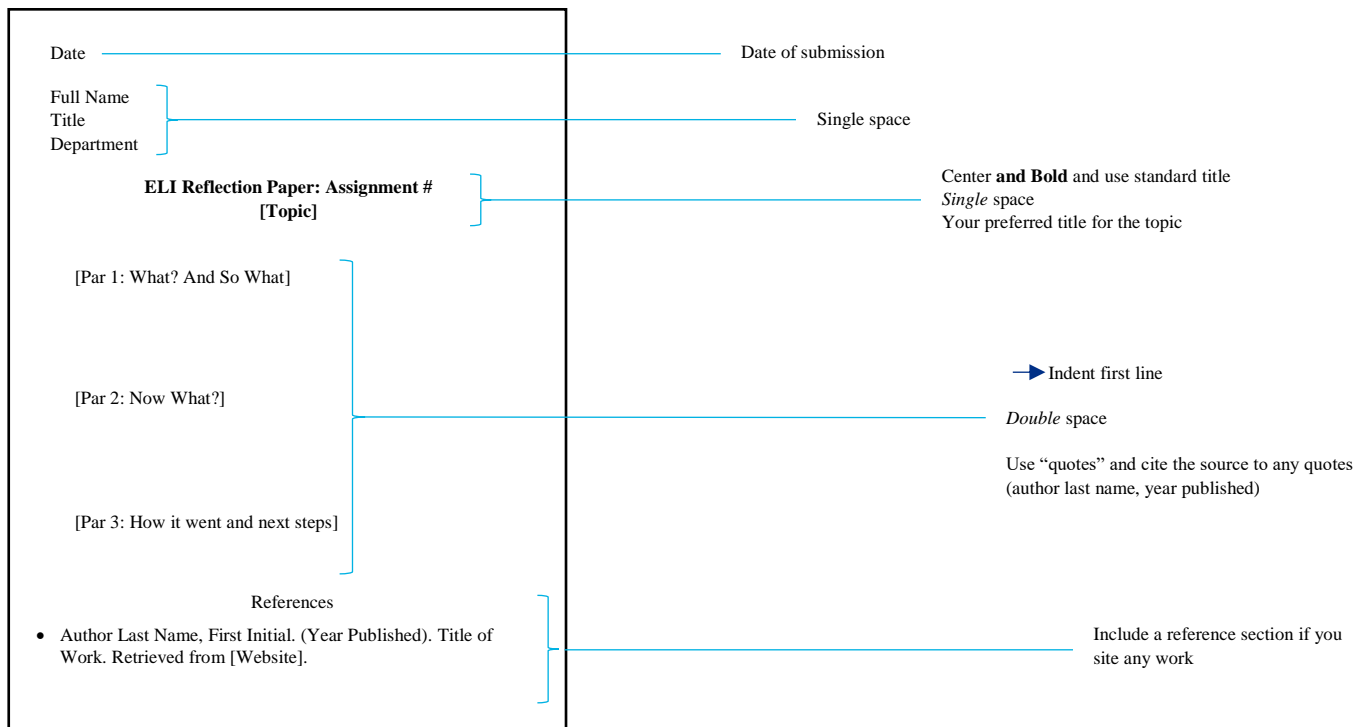 Date
Date of submission
Full Name
Title
Department
Single space
ELI Reflection Paper: Assignment #
[Topic]
Center and Bold and use standard title
Single space
Your preferred title for the topic
[Par 1: What? And So What]
[Par 2: Now What?]
[Par 3: How it went and next steps]
Indent first line
Double space
Use “quotes” and cite the source to any quotes
(author last name, year published)
References
• Author Last Name, First Initial. (Year Published). Title of
Work. Retrieved from [Website].
Include a reference section if you
site any work